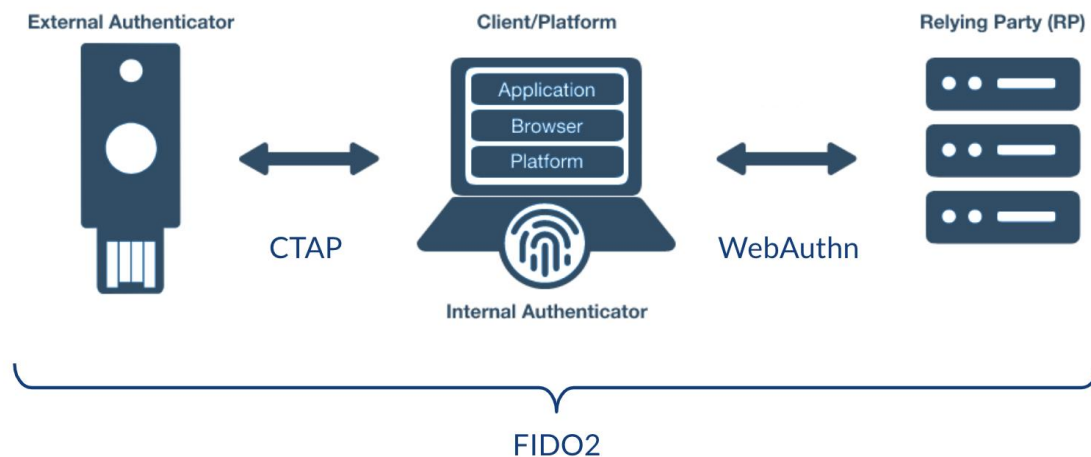 External Authenticator
Client/Platform
Relying Party (RP)
Application
Browser
Platform
CTAP
WebAuthn
Internal Authenticator
FIDO2